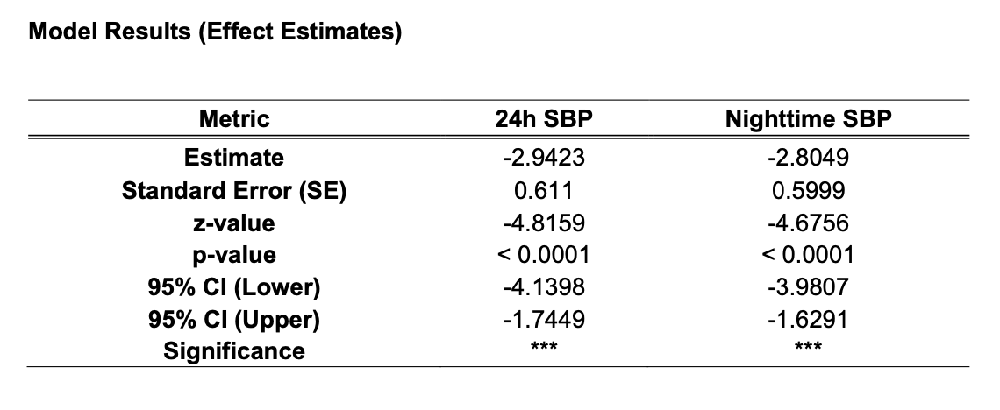 Model Results (Effect Estimates)
Metric 24h SBP Nighttime SBP
Estimate -2.9423 -2.8049
Standard Error (SE) 0.611 0.5999
z-value -4.8159 -4.6756
p-value < 0.0001 < 0.0001
95% CI (Lower) -4.1398 -3.9807
95% CI (Upper) -1.7449 -1.6291
Significance *** ***